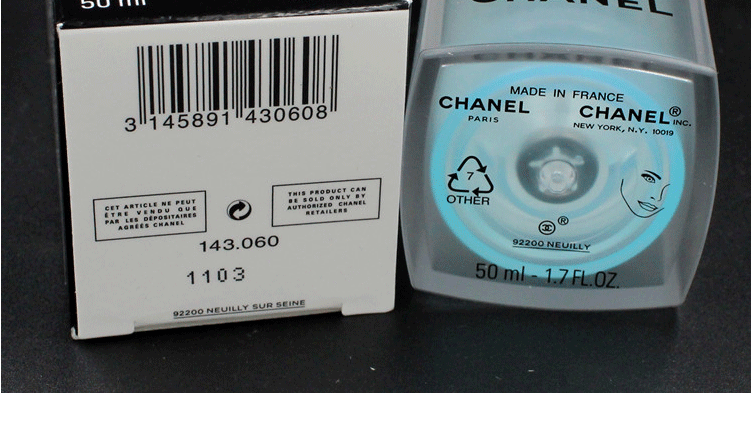 50 ml
3 145891 430608
CET ARTICLE NE PEUT
ÊTRE VENDU QUE
PAR LES DÉPOSITAIRES
AGRÉÉS CHANEL
THIS PRODUCT CAN
BE SOLD ONLY BY
AUTHORIZED CHANEL
RETAILERS
143.060
1103
92200 NEUILLY SUR SEINE
CHANEL
MADE IN FRANCE
CHANEL
PARIS
CHANEL® INC.
NEW YORK, N.Y. 10019
7
OTHER
®
92200 NEUILLY
50 ml - 1.7 FL.OZ.